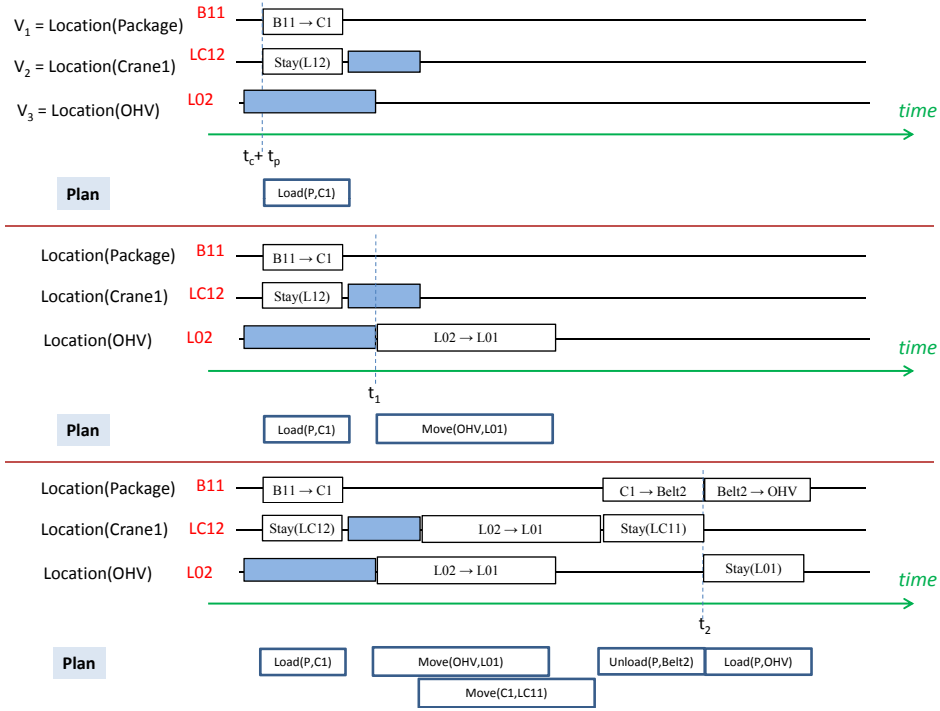 V1 = Location(Package) B11 B11 → C1
V2 = Location(Crane1) LC12 Stay(L12)
V3 = Location(OHV) L02
time
tc+ tp
Plan Load(P,C1)
Location(Package) B11 B11 → C1
Location(Crane1) LC12 Stay(L12)
Location(OHV) L02 L02 → L01
time
t1
Plan Load(P,C1) Move(OHV,L01)
Location(Package) B11 B11 → C1 C1 → Belt2 Belt2 → OHV
Location(Crane1) LC12 Stay(LC12) L02 → L01 Stay(LC11)
Location(OHV) L02 L02 → L01 Stay(L01)
time
t2
Plan Load(P,C1) Move(OHV,L01) Unload(P,Belt2) Load(P,OHV)
Move(C1,LC11)